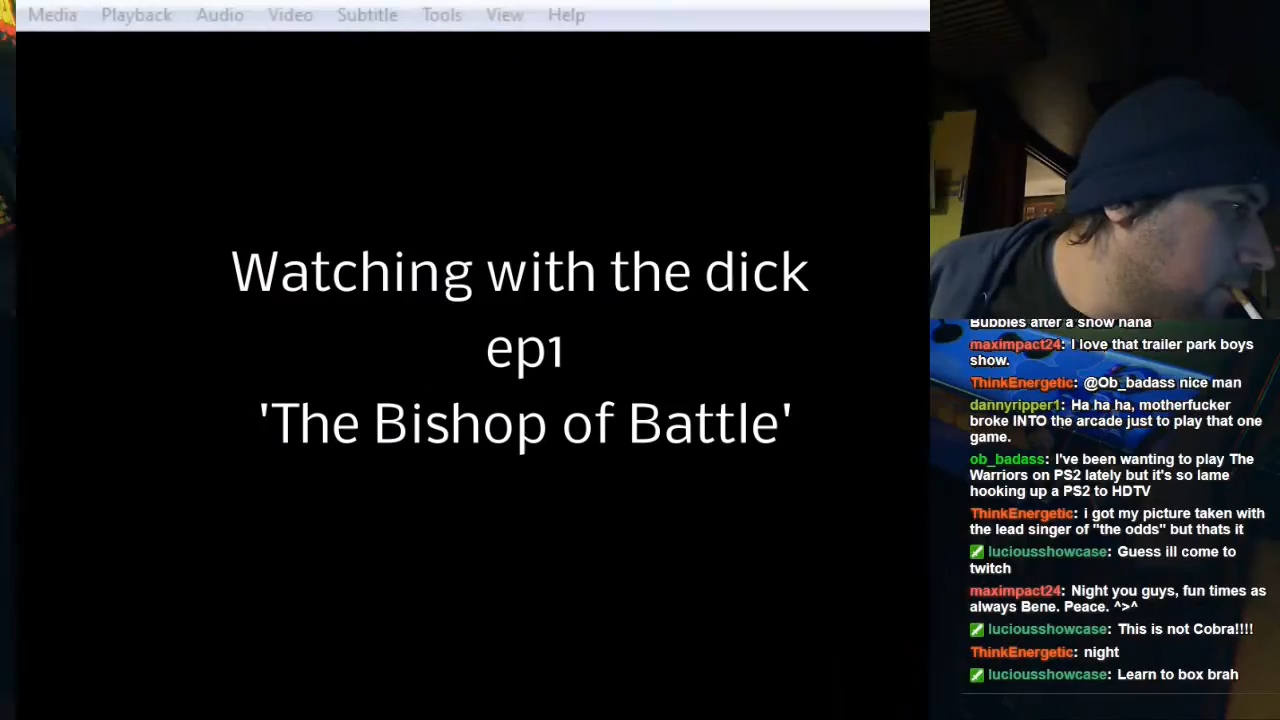 Media Playback Audio Video Subtitle Tools View Help
Watching with the dick
ep1
'The Bishop of Battle'
Bubbles after a show haha
maximpact24: I love that trailer park boys
show.
ThinkEnergetic: @Ob_badass nice man
dannyripper1: Ha ha ha, motherfucker
broke INTO the arcade just to play that one
game.
ob_badass: I've been wanting to play The
Warriors on PS2 lately but it's so lame
hooking up a PS2 to HDTV
ThinkEnergetic: i got my picture taken with
the lead singer of "the odds" but thats it
luciousshowcase: Guess ill come to
twitch
maximpact24: Night you guys, fun times as
always Bene. Peace. ^>^
luciousshowcase: This is not Cobra!!!!
ThinkEnergetic: night
luciousshowcase: Learn to box brah